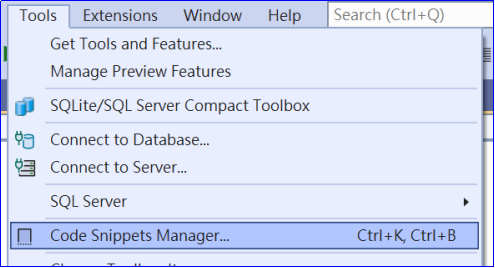 Tools Extensions Window Help Search (Ctrl+Q)
Get Tools and Features...
Manage Preview Features
SQLite/SQL Server Compact Toolbox
Connect to Database...
Connect to Server...
SQL Server
Code Snippets Manager... Ctrl+K, Ctrl+B